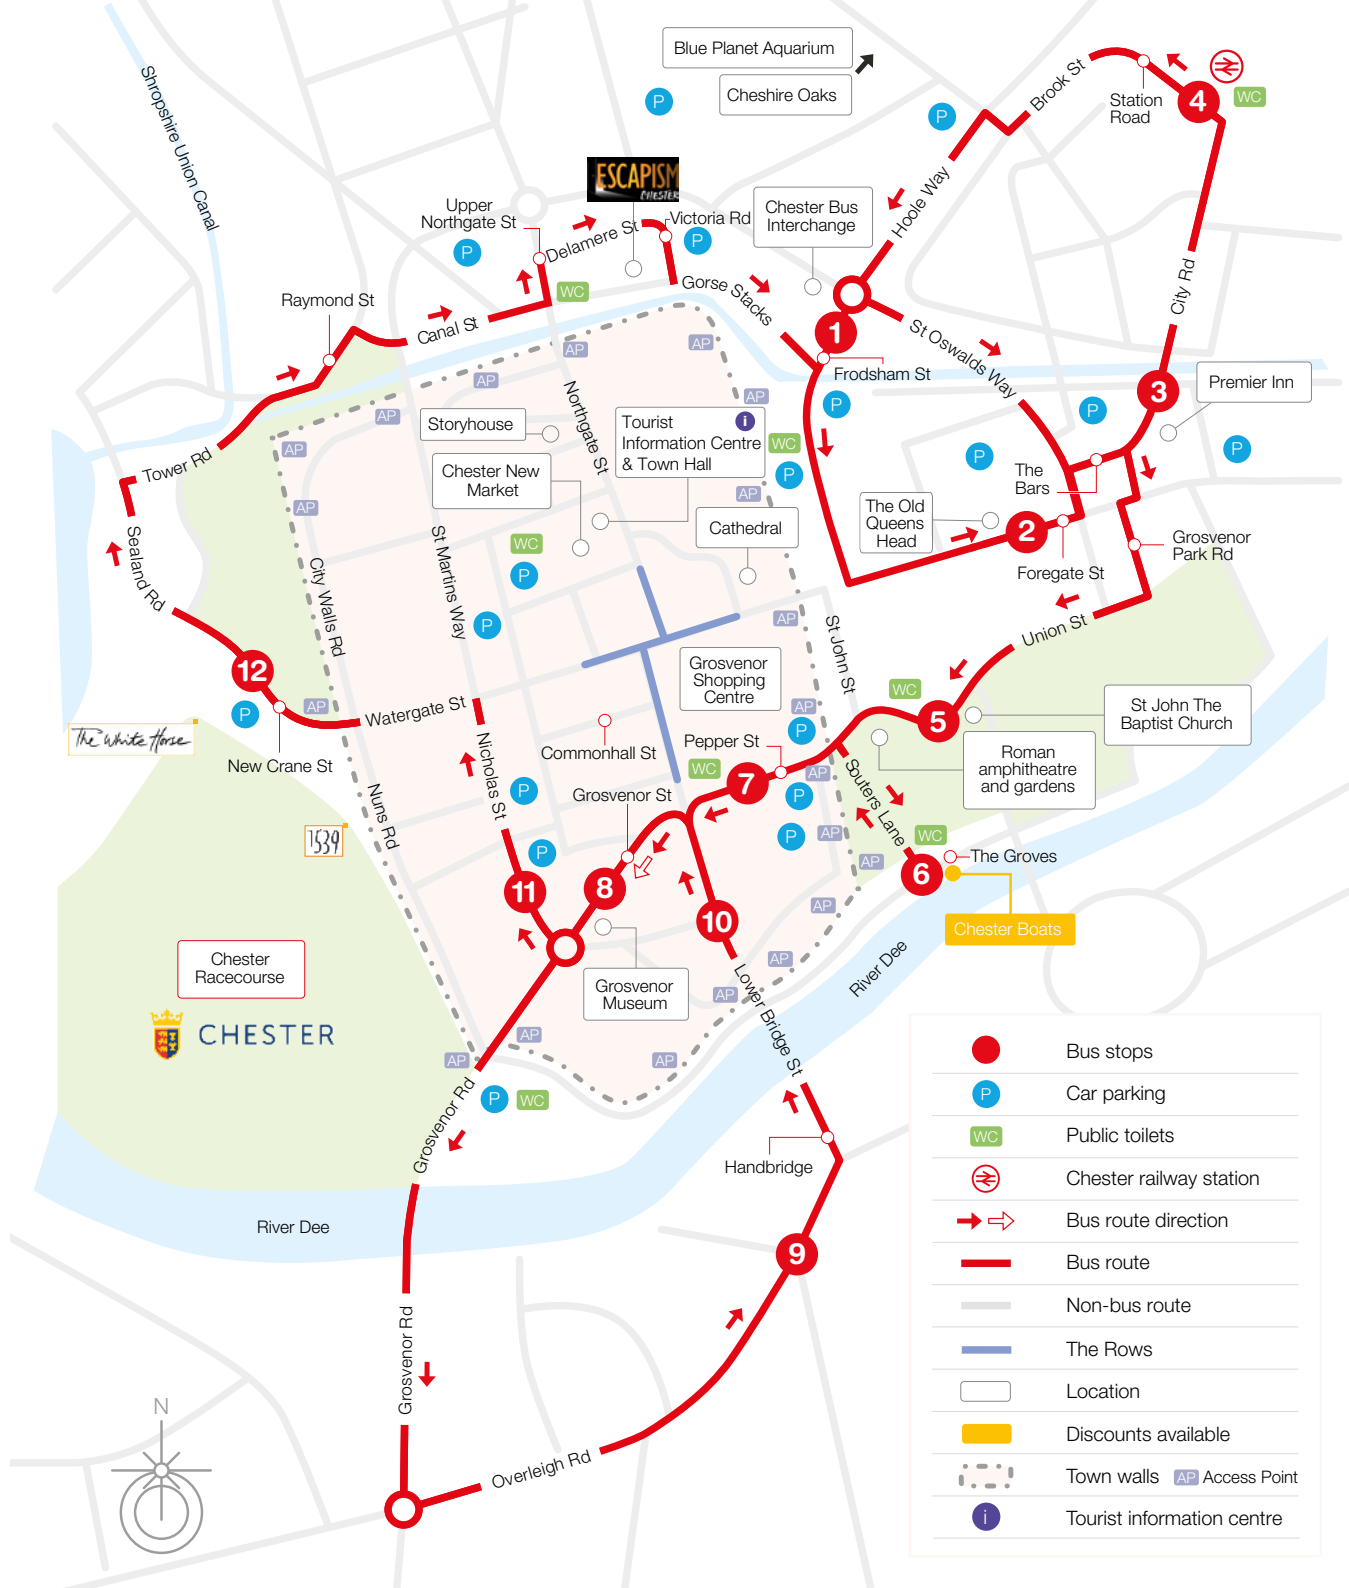 Blue Planet Aquarium
Cheshire Oaks
P
P
Brook St
Station
Road
4
WC
Shropshire Union Canal
ESCAPISM
CHESTER
Upper
Northgate St
P
Delamere St
Victoria Rd
P
Chester Bus
Interchange
Hoole Way
City Rd
WC
Gorse Stacks
Raymond St
Canal St
1
St Oswalds Way
Frodsham St
AP
AP
AP
AP
AP
AP
P
3
Premier Inn
P
P
P
Northgate St
Storyhouse
Tourist
Information Centre
& Town Hall
i
WC
P
Chester New
Market
AP
Tower Rd
AP
AP
Cathedral
The
Bars
The Old
Queens
Head
2
Foregate St
Grosvenor
Park Rd
Sealand Rd
City Walls Rd
St Martins Way
WC
P
P
AP
St John St
Union St
12
P
AP
Watergate St
Grosvenor
Shopping
Centre
AP
P
WC
5
St John The
Baptist Church
The White Horse
New Crane St
Nicholas St
Commonhall St
Pepper St
WC
7
AP
P
P
AP
Roman
amphitheatre
and gardens
Souters Lane
Nuns Rd
1539
P
Grosvenor St
P
WC
AP
6
The Groves
Chester Boats
11
8
10
AP
Chester
Racecourse
CHESTER
Grosvenor
Museum
AP
AP
Lower Bridge St
River Dee
AP
AP
AP
P
WC
Grosvenor Rd
Handbridge
River Dee
9
Grosvenor Rd
Overleigh Rd
N
Bus stops
P
Car parking
WC
Public toilets
Chester railway station
Bus route direction
Bus route
Non-bus route
The Rows
Location
Discounts available
Town walls
AP
Access Point
i
Tourist information centre